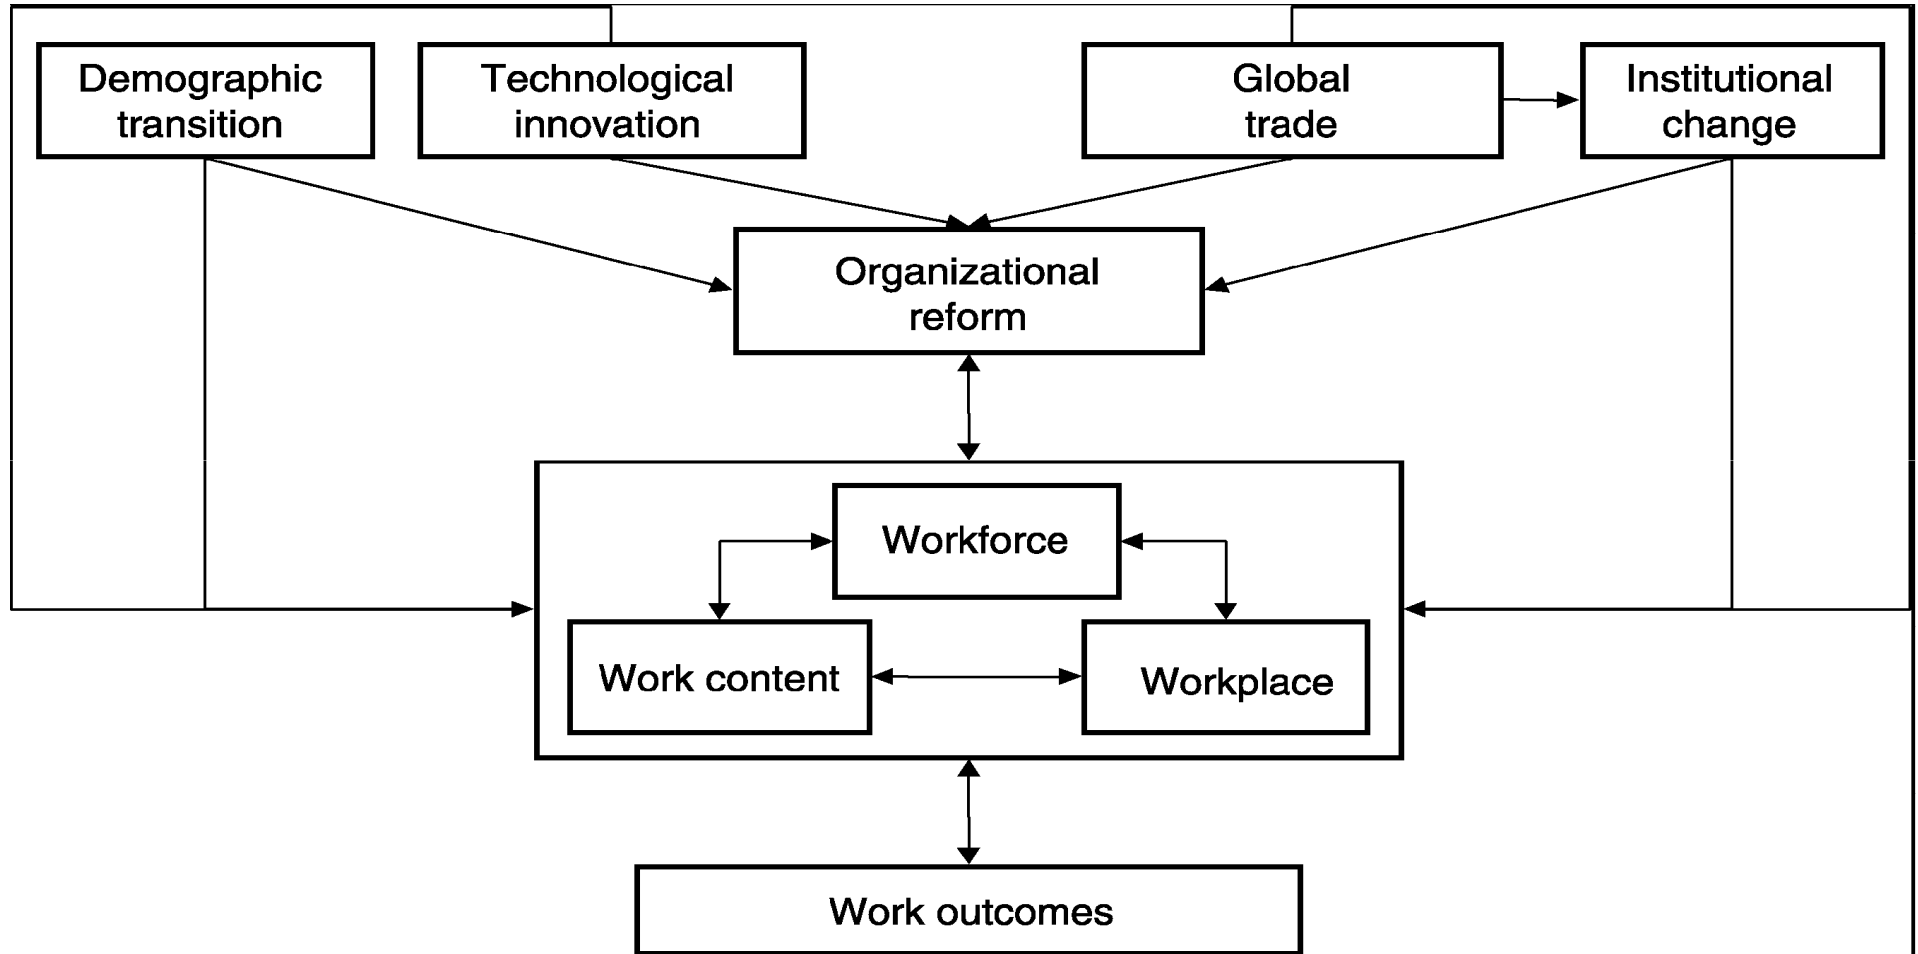 Demographic
transition
Technological
innovation
Global
trade
Institutional
change
Organizational
reform
Workforce
Work content
Workplace
Work outcomes